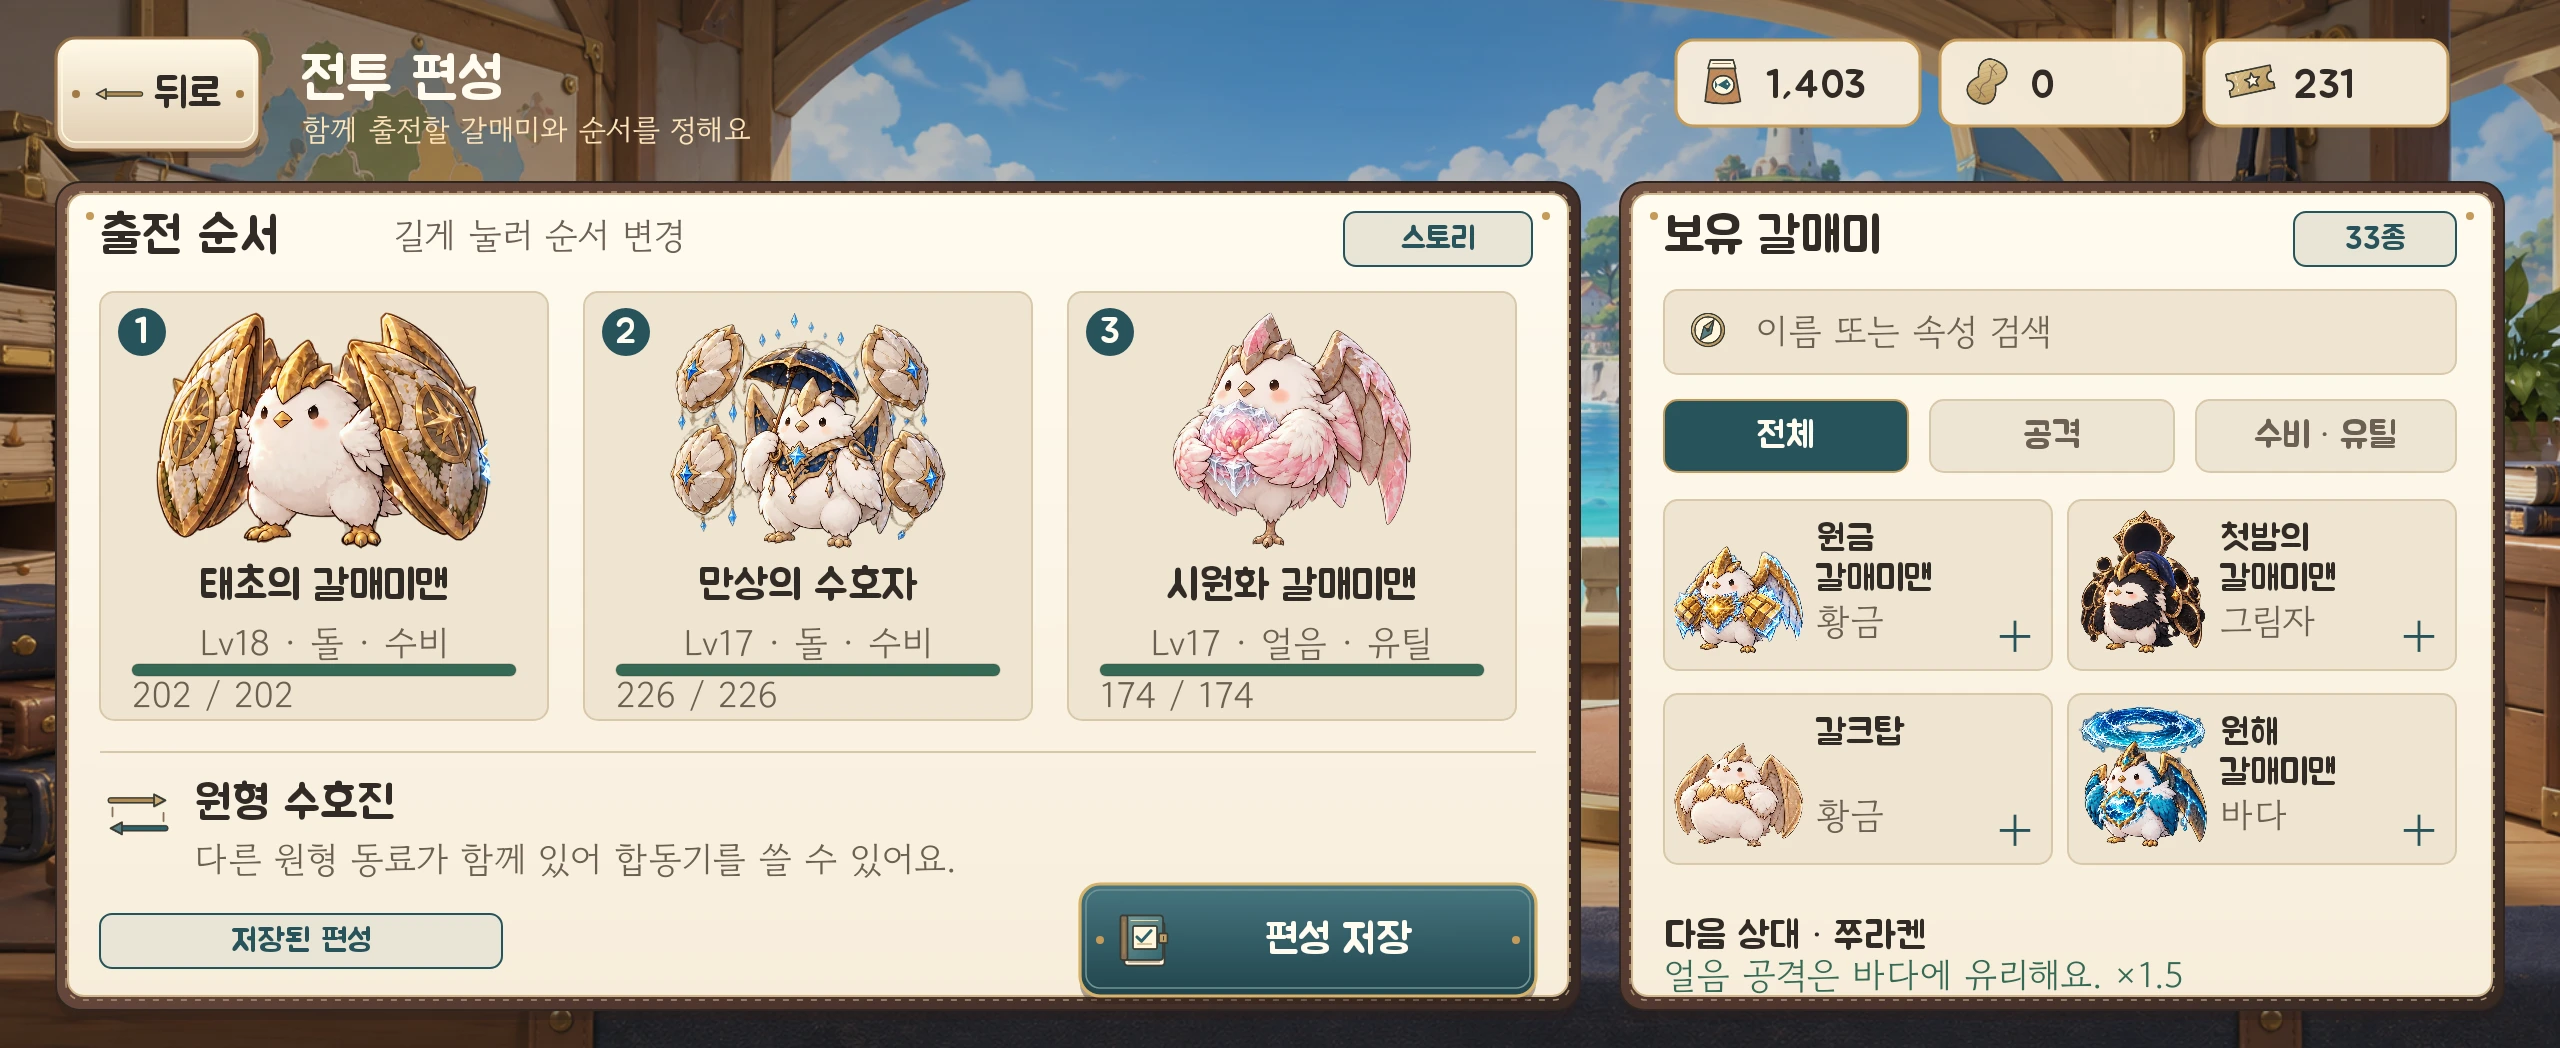 뒤로
전투 편성
함께 출전할 갈매기와 순서를 정해요
1,403
0
231
출전 순서
길게 눌러 순서 변경
스토리
1
태초의 갈매기맨
Lv18 · 돌 · 수비
202 / 202
2
만상의 수호자
Lv17 · 돌 · 수비
226 / 226
3
시원화 갈매기맨
Lv17 · 얼음 · 유틸
174 / 174
원형 수호진
다른 원형 동료가 함께 있어 합동기를 쓸 수 있어요.
저장된 편성
편성 저장
보유 갈매기
33종
이름 또는 속성 검색
전체
공격
수비 · 유틸
원금
갈매기맨
황금
+
첫밤의
갈매기맨
그림자
+
갈크탑
황금
+
원해
갈매기맨
바다
+
다음 상대 · 쭈라켄
얼음 공격은 바다에 유리해요. ×1.5